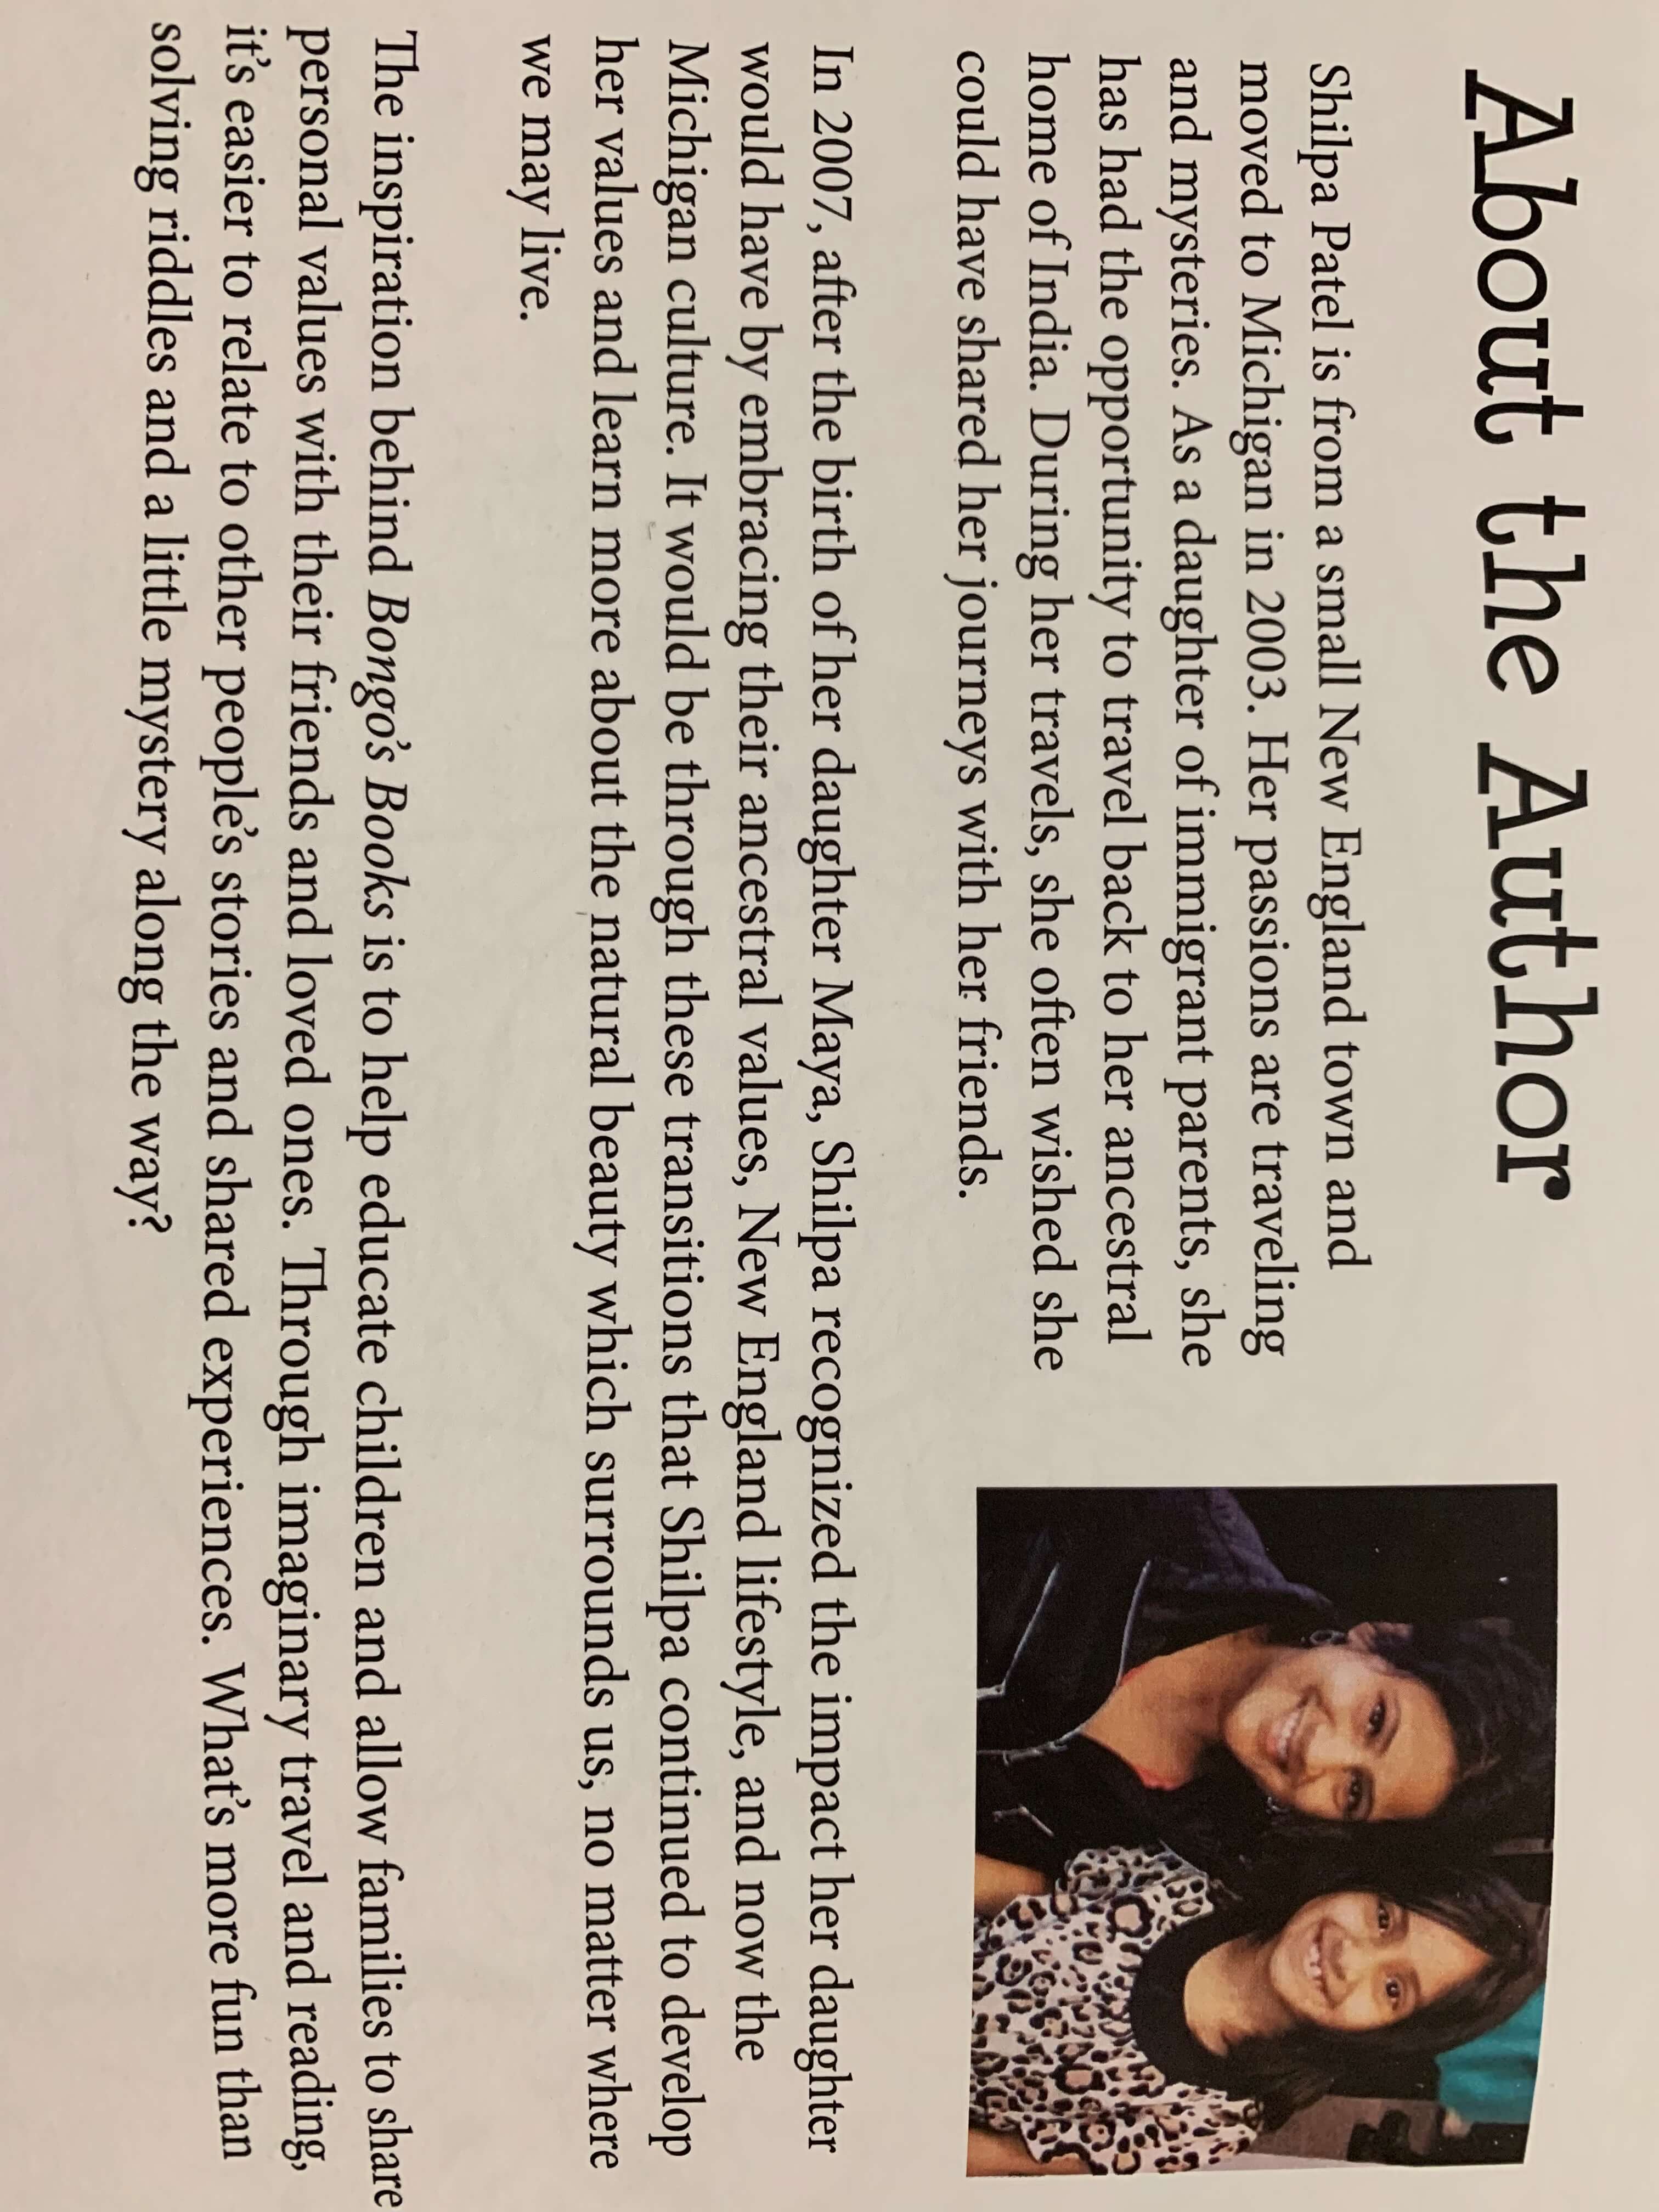 About the Author
Shilpa Patel is from a small New England town and
moved to Michigan in 2003. Her passions are traveling
and mysteries. As a daughter of immigrant parents, she
has had the opportunity to travel back to her ancestral
home of India. During her travels, she often wished she
could have shared her journeys with her friends.
In 2007, after the birth of her daughter Maya, Shilpa recognized the impact her daughter
would have by embracing their ancestral values, New England lifestyle, and now the
Michigan culture. It would be through these transitions that Shilpa continued to develop
her values and learn more about the natural beauty which surrounds us, no matter where
we may live.
The inspiration behind Bongo's Books is to help educate children and allow families to share
personal values with their friends and loved ones. Through imaginary travel and reading,
it's easier to relate to other people's stories and shared experiences. What's more fun than
solving riddles and a little mystery along the way?